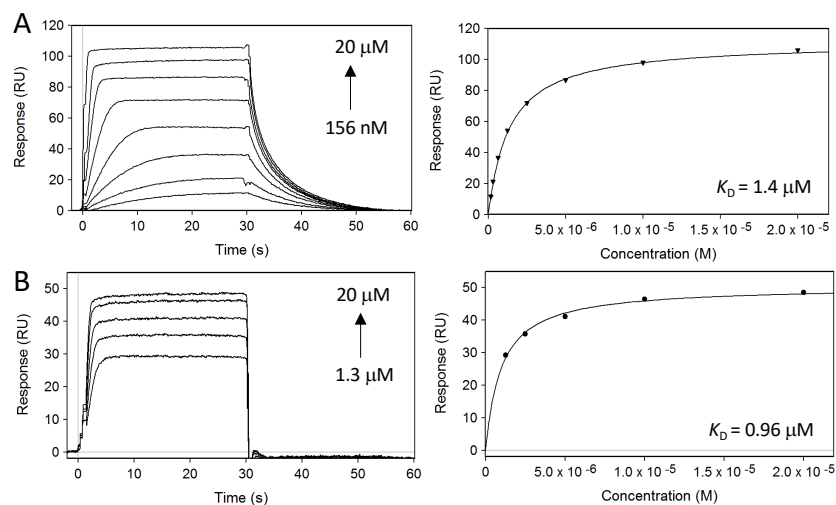 A
120
100
80
60
40
20
0
Response (RU)
0 10 20 30 40 50 60
Time (s)
20 µM
156 nM
120
100
80
60
40
20
0
Response (RU)
0 5.0 x 10⁻⁶ 1.0 x 10⁻⁵ 1.5 x 10⁻⁵ 2.0 x 10⁻⁵
Concentration (M)
K_D = 1.4 µM
B
50
40
30
20
10
0
Response (RU)
0 10 20 30 40 50 60
Time (s)
20 µM
1.3 µM
50
40
30
20
10
0
Response (RU)
0 5.0 x 10⁻⁶ 1.0 x 10⁻⁵ 1.5 x 10⁻⁵ 2.0 x 10⁻⁵
Concentration (M)
K_D = 0.96 µM